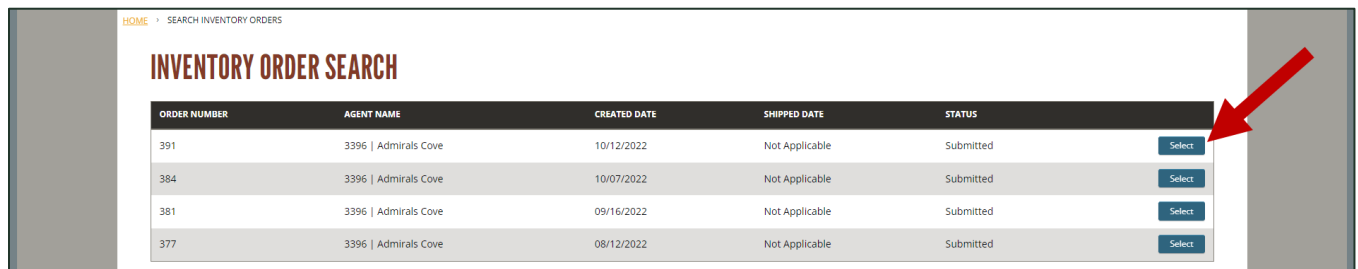 HOME › SEARCH INVENTORY ORDERS
INVENTORY ORDER SEARCH
ORDER NUMBER AGENT NAME CREATED DATE SHIPPED DATE STATUS
391 3396 | Admirals Cove 10/12/2022 Not Applicable Submitted Select
384 3396 | Admirals Cove 10/07/2022 Not Applicable Submitted Select
381 3396 | Admirals Cove 09/16/2022 Not Applicable Submitted Select
377 3396 | Admirals Cove 08/12/2022 Not Applicable Submitted Select